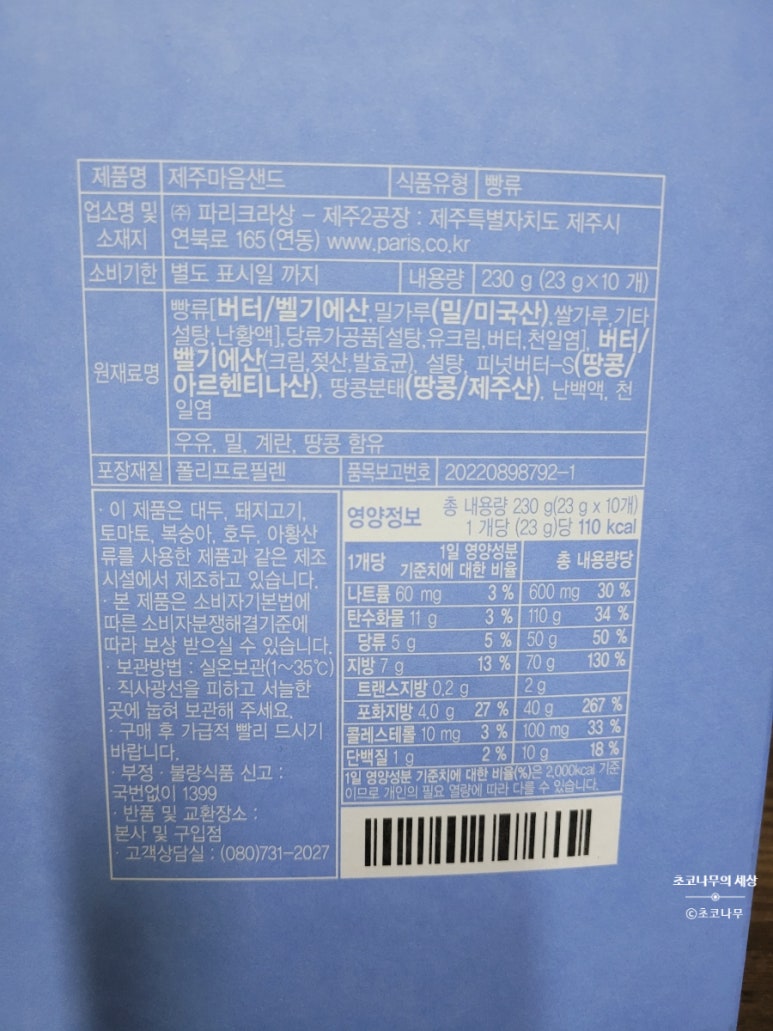 제품명 제주마음샌드 식품유형 빵류
업소명 및 소재지 ㈜ 파리크라상 – 제주2공장 : 제주특별자치도 제주시
연북로 165 (연동) www.paris.co.kr
소비기한 별도 표시일 까지 내용량 230 g (23 g×10 개)
원재료명
빵류[버터/벨기에산,밀가루(밀/미국산),쌀가루,기타
설탕,난황액],당류가공품[설탕,유크림,버터,천일염], 버터/
벨기에산(크림,젖산,발효균), 설탕, 피넛버터-S(땅콩/
아르헨티나산), 땅콩분태(땅콩/제주산), 난백액, 천
일염
우유, 밀, 계란, 땅콩 함유
포장재질 폴리프로필렌 품목보고번호 20220898792-1
· 이 제품은 대두, 돼지고기,
토마토, 복숭아, 호두, 아황산
류를 사용한 제품과 같은 제조
시설에서 제조하고 있습니다.
· 본 제품은 소비자기본법에
따른 소비자분쟁해결기준에
따라 보상 받으실 수 있습니다.
· 보관방법 : 실온보관(1~35℃)
· 직사광선을 피하고 서늘한
곳에 눕혀 보관해 주세요.
· 구매 후 가급적 빨리 드시기
바랍니다.
· 부정 · 불량식품 신고 :
국번없이 1399
· 반품 및 교환장소 :
본사 및 구입점
· 고객상담실 : (080)731-2027
영양정보 총 내용량 230 g(23 g x 10개)
1 개당 (23 g)당 110 kcal
1개당 1일 영양성분 기준치에 대한 비율 총 내용량당
나트륨 60 mg 3 % 600 mg 30 %
탄수화물 11 g 3 % 110 g 34 %
당류 5 g 5 % 50 g 50 %
지방 7 g 13 % 70 g 130 %
트랜스지방 0.2 g 2 g
포화지방 4.0 g 27 % 40 g 267 %
콜레스테롤 10 mg 3 % 100 mg 33 %
단백질 1 g 2 % 10 g 18 %
1일 영양성분 기준치에 대한 비율(%)은 2,000kcal 기준
이므로 개인의 필요 열량에 따라 다를 수 있습니다.
초코나무의 세상
©초코나무